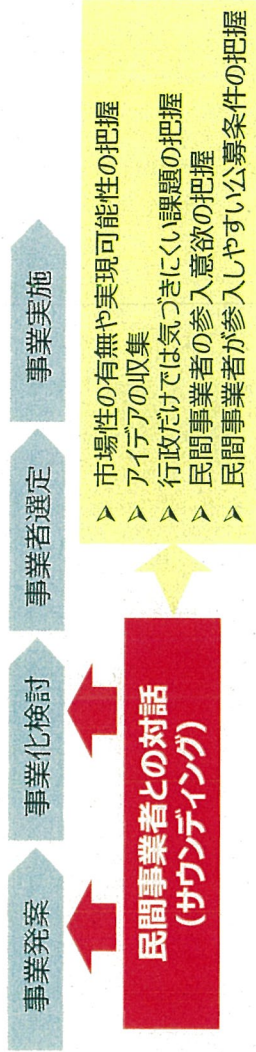 事業発案
事業化検討
事業者選定
事業実施
民間事業者との対話
(サウンディング)
➢ 市場性の有無や実現可能性の把握
➢ アイデアの収集
➢ 行政だけでは気づきにくい課題の把握
➢ 民間事業者の参入意欲の把握
➢ 民間事業者が参入しやすい公募条件の把握